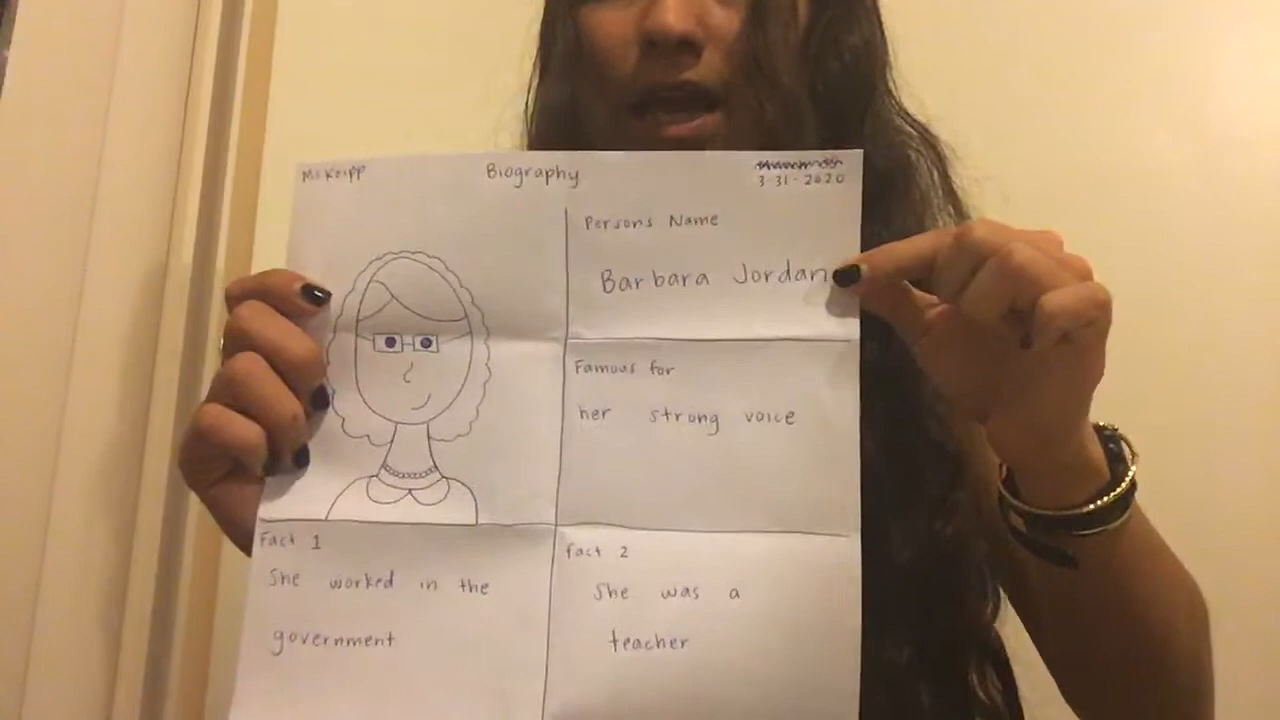 Ms Knipp
Biography
3-31-2020
Persons Name
Barbara Jordan
Famous for
her strong voice
Fact 1
She worked in the
government
fact 2
She was a
teacher